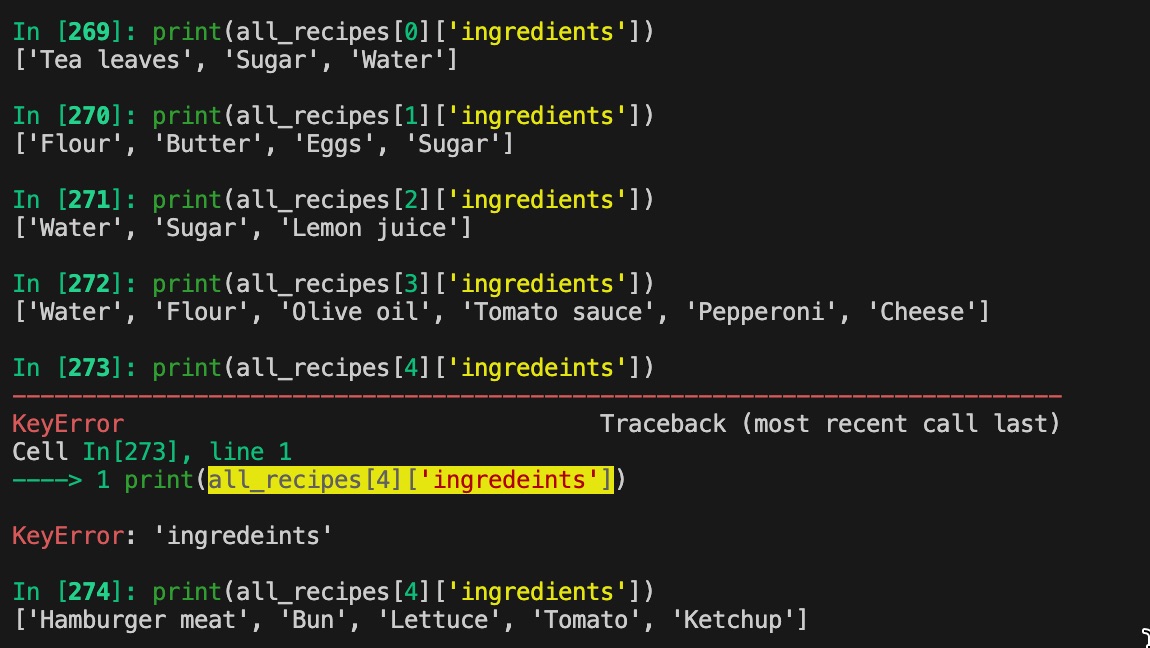 In [269]: print(all_recipes[0]['ingredients'])
['Tea leaves', 'Sugar', 'Water']
In [270]: print(all_recipes[1]['ingredients'])
['Flour', 'Butter', 'Eggs', 'Sugar']
In [271]: print(all_recipes[2]['ingredients'])
['Water', 'Sugar', 'Lemon juice']
In [272]: print(all_recipes[3]['ingredients'])
['Water', 'Flour', 'Olive oil', 'Tomato sauce', 'Pepperoni', 'Cheese']
In [273]: print(all_recipes[4]['ingredeints'])
---------------------------------------------------------------------------
KeyError                                  Traceback (most recent call last)
Cell In[273], line 1
----> 1 print(all_recipes[4]['ingredeints'])
KeyError: 'ingredeints'
In [274]: print(all_recipes[4]['ingredients'])
['Hamburger meat', 'Bun', 'Lettuce', 'Tomato', 'Ketchup']